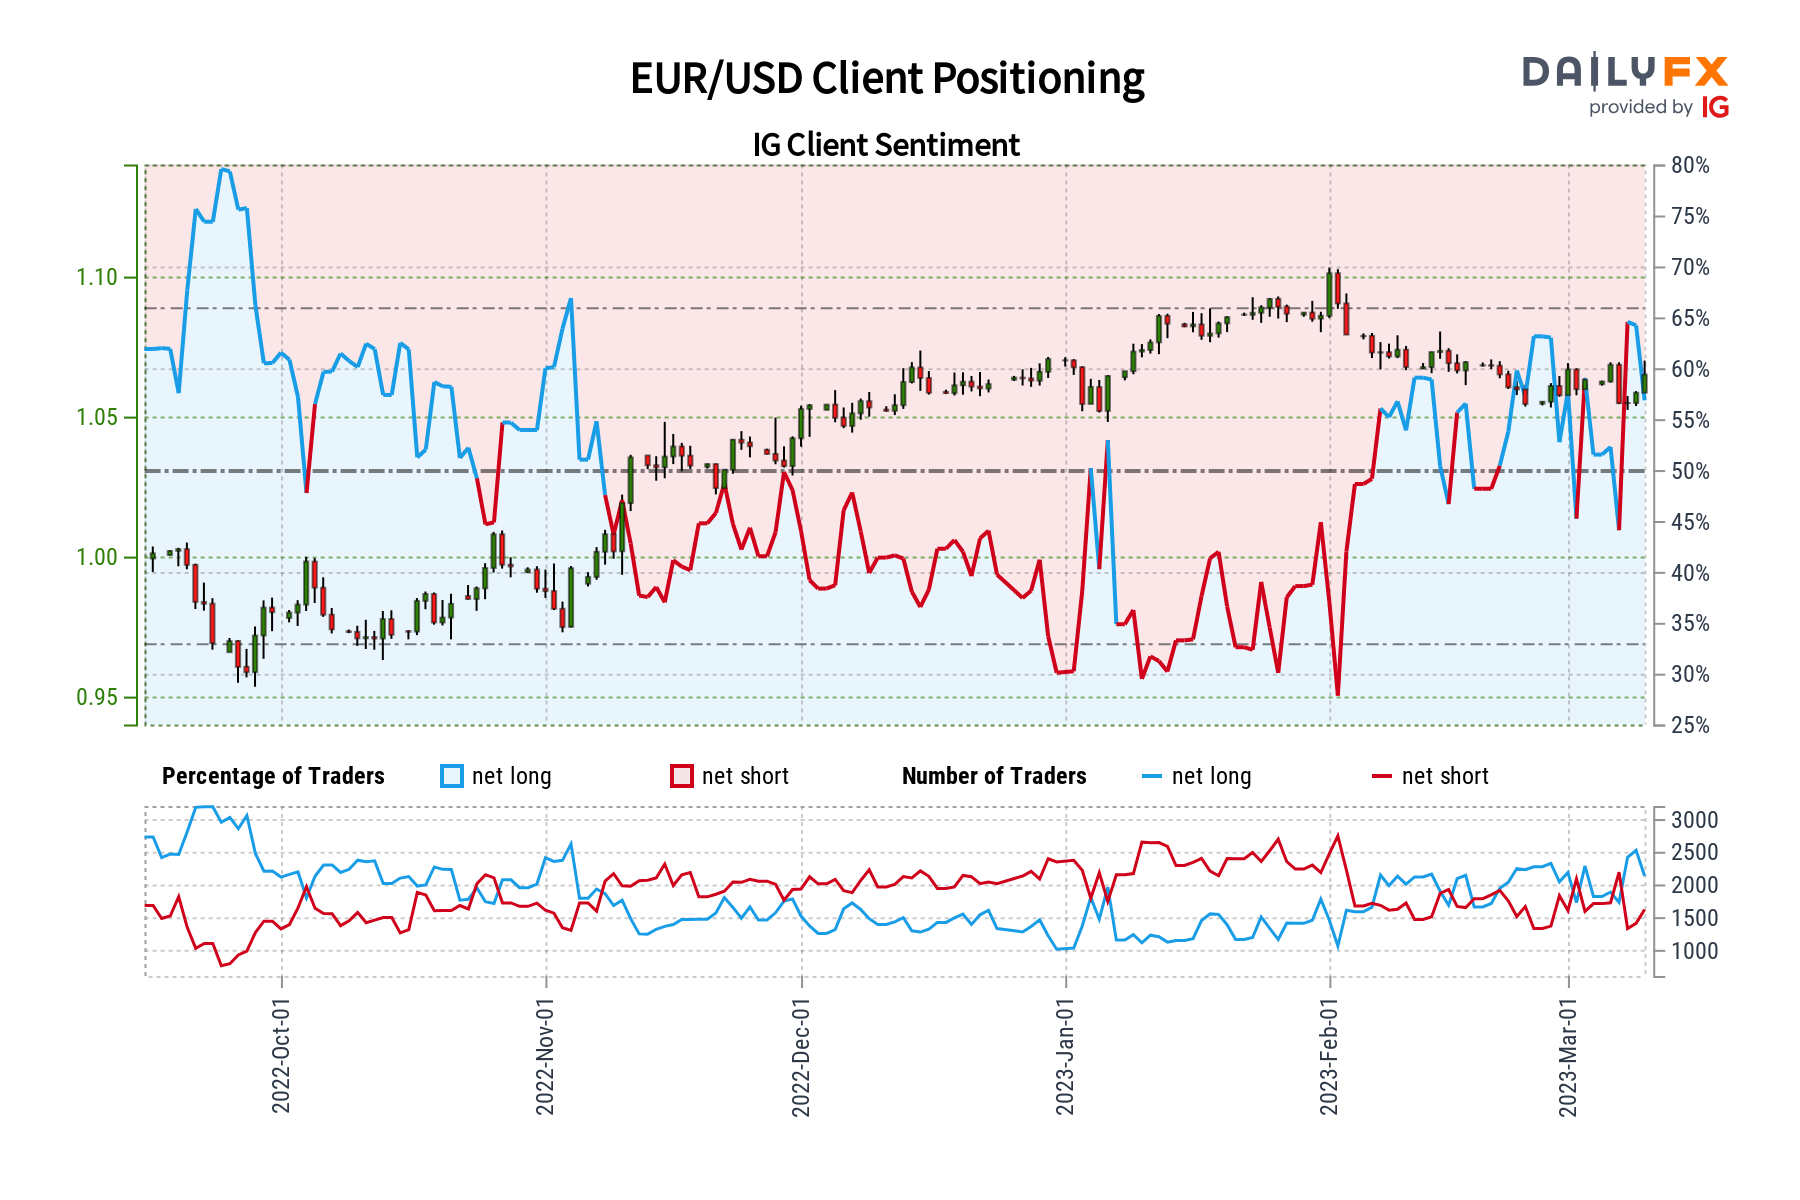 EUR/USD Client Positioning
DAILYFX
provided by IG
IG Client Sentiment
80%
75%
1.10
70%
65%
60%
1.05
55%
50%
45%
1.00
40%
35%
30%
0.95
25%
Percentage of Traders net long net short Number of Traders net long net short
3000
2500
2000
1500
1000
2022-Oct-01
2022-Nov-01
2022-Dec-01
2023-Jan-01
2023-Feb-01
2023-Mar-01